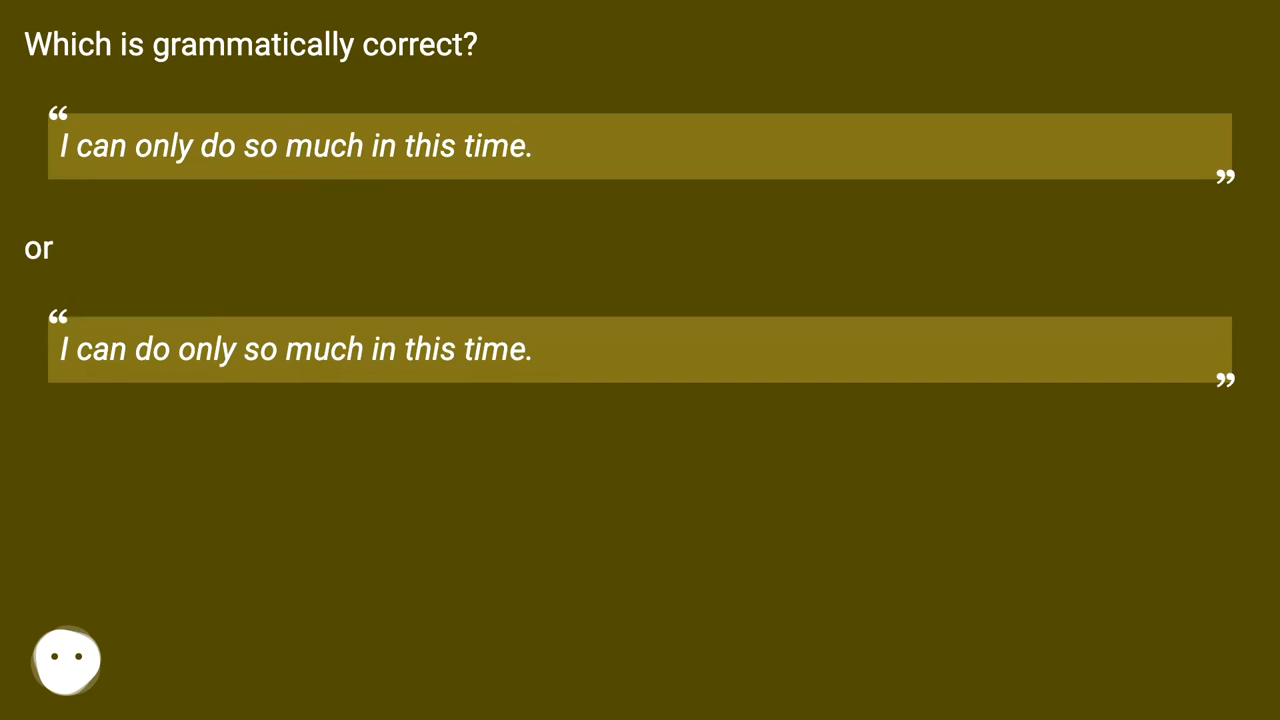 Which is grammatically correct?
“
I can only do so much in this time.
”
or
“
I can do only so much in this time.
”